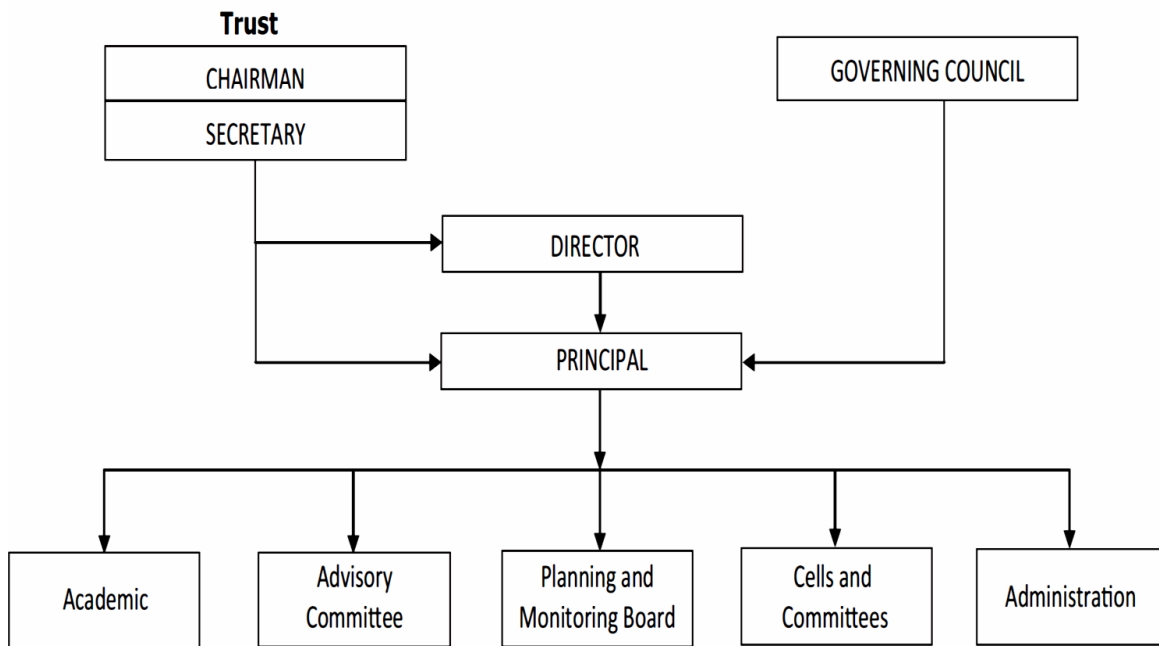 Trust
CHAIRMAN
SECRETARY
GOVERNING COUNCIL
DIRECTOR
PRINCIPAL
Academic
Advisory
Committee
Planning and
Monitoring Board
Cells and
Committees
Administration